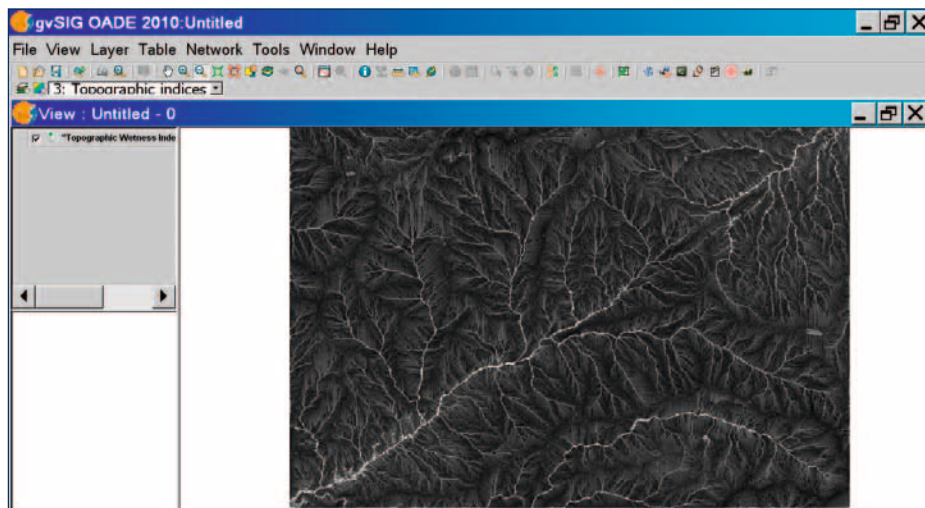 gvSIG OADE 2010:Untitled
File View Layer Table Network Tools Window Help
3: Topographic indices
View : Untitled - 0
"Topographic Wetness Inde